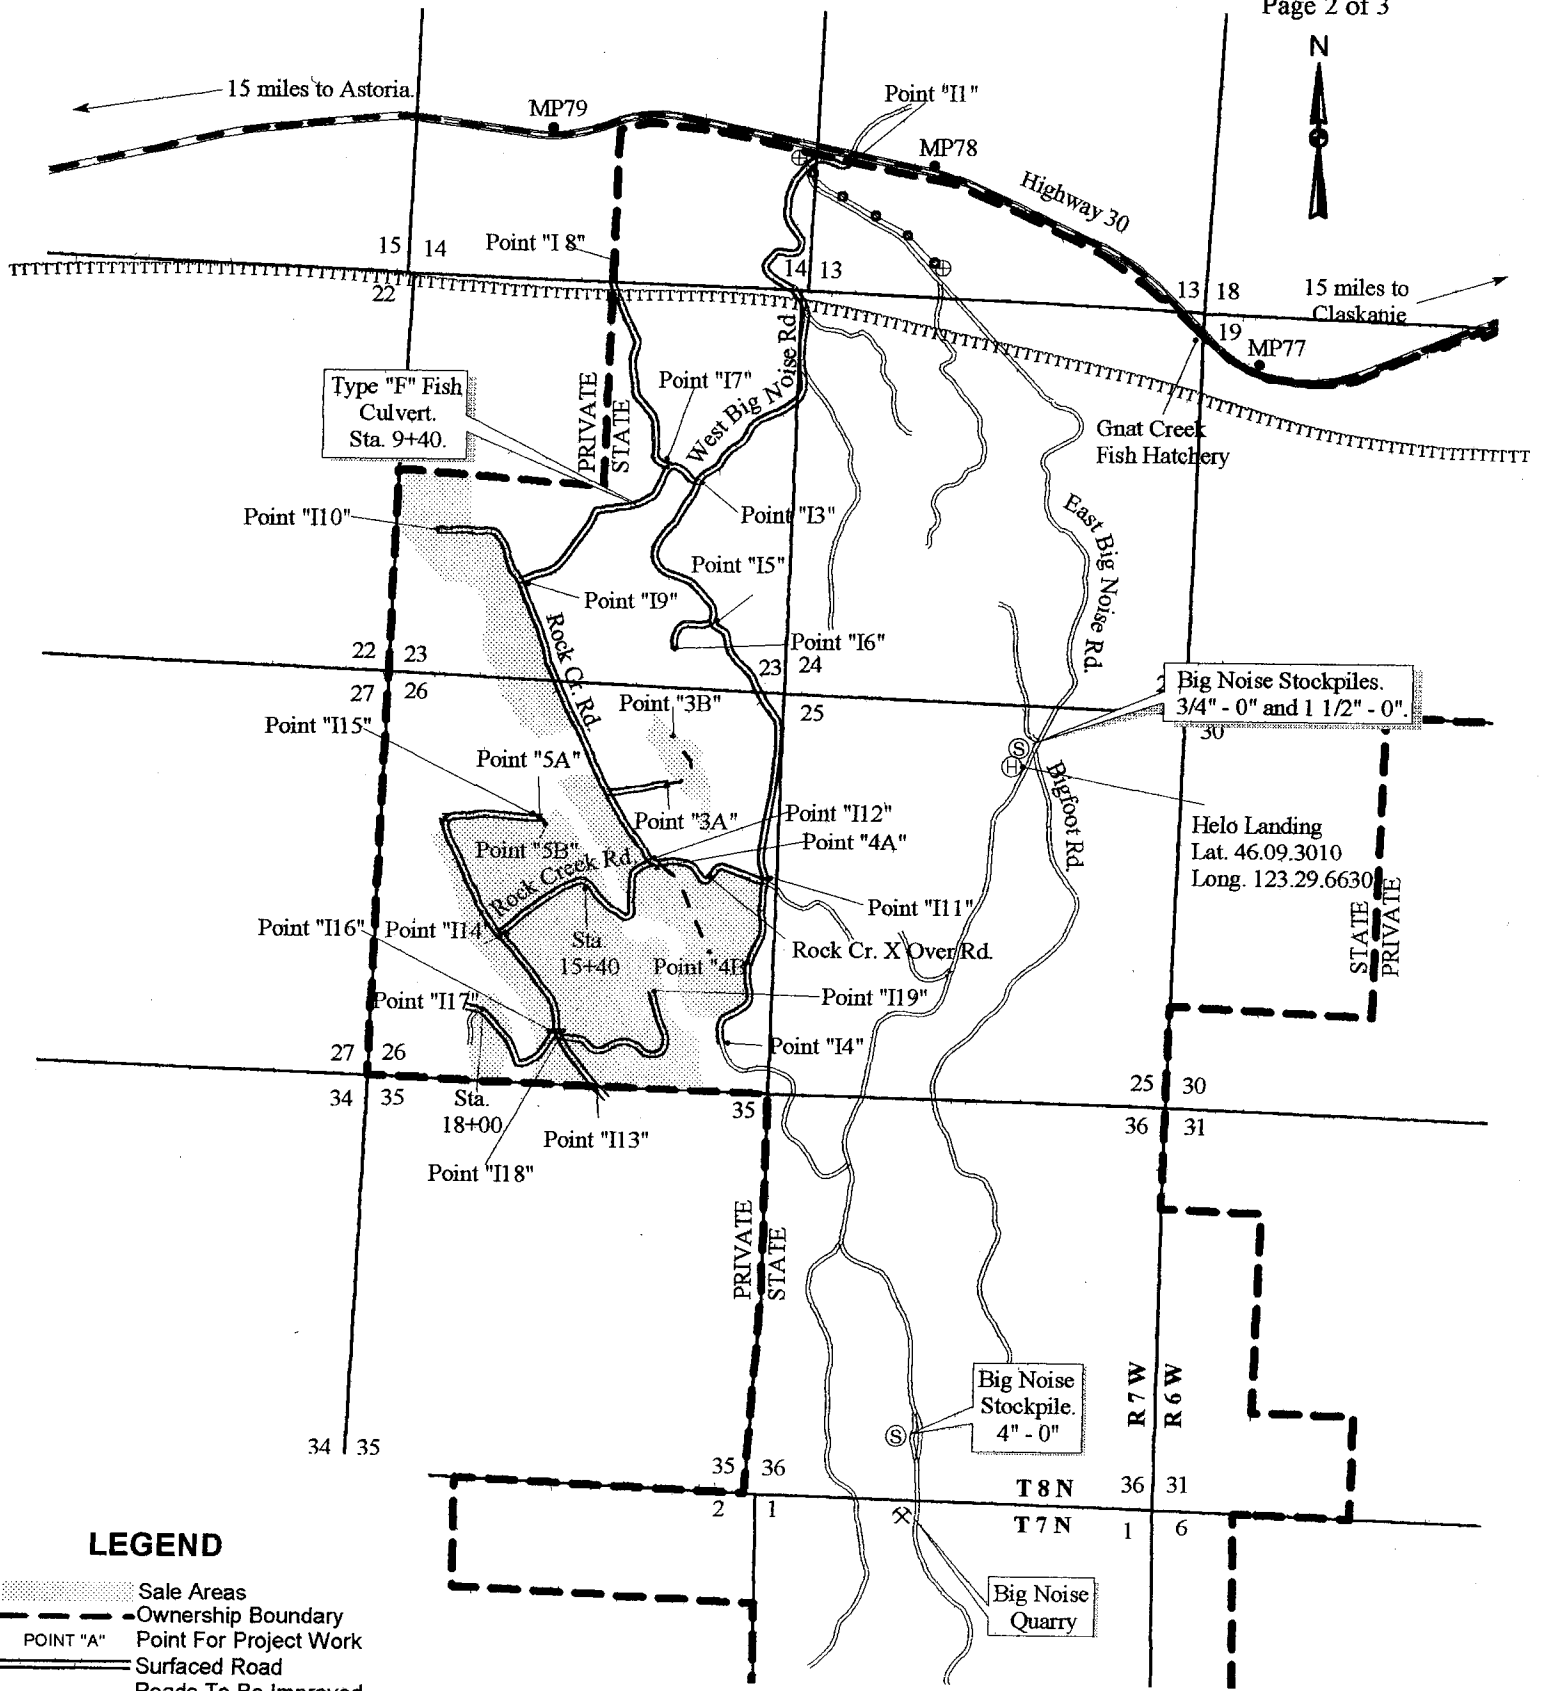 Page 2 of 3
N
15 miles to Astoria.
MP79
Point "I1"
MP78
Highway 30
15 14
Point "I 8"
14 13
22
13 18
15 miles to
Claskanie
19
MP77
Type "F" Fish
Culvert.
Sta. 9+40.
PRIVATE
STATE
Point "I7"
West Big Noise Rd
Gnat Creek
Fish Hatchery
Point "I10"
Point "I3"
East Big Noise Rd.
Point "I5"
Point "I9"
Rock Cr. Rd.
Point "I6"
22 23
23 24
27 26
25
Big Noise Stockpiles.
3/4" - 0" and 1 1/2" - 0".
30
Point "3B"
Point "I15"
Point "5A"
S
H
Bigfoot Rd.
Point "3A"
Point "I12"
Point "4A"
Helo Landing
Lat. 46.09.3010
Long. 123.29.6630
Point "5B"
Rock Creek Rd.
Point "I11"
STATE
PRIVATE
Point "I16"
Point "I14"
Sta
15+40
Point "4B
Rock Cr. X Over Rd.
Point "I17"
Point "I19"
Point "I4"
27 26
34 35
35
25 30
36 31
Sta.
18+00
Point "I13"
Point "I18"
PRIVATE
STATE
R 7 W
R 6 W
Big Noise
Stockpile.
4" - 0"
S
34 35
35 36
T 8 N
36 31
2 1
T 7 N
1 6
Big Noise
Quarry
LEGEND
Sale Areas
Ownership Boundary
POINT "A" Point For Project Work
Surfaced Road
Roads To Be Improved